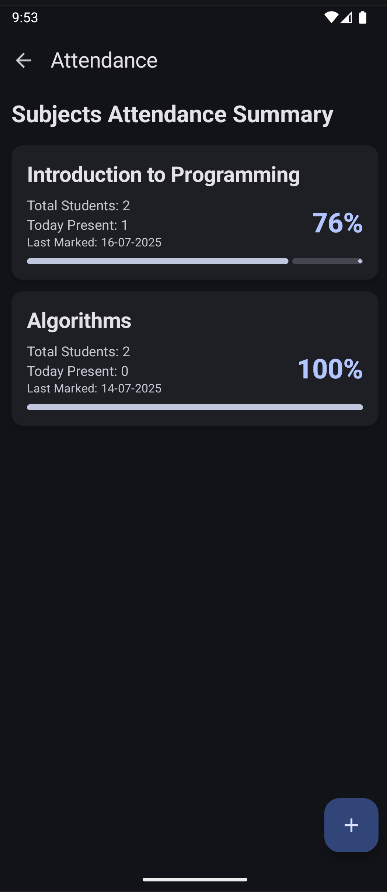 9:53
Attendance
Subjects Attendance Summary
Introduction to Programming
Total Students: 2
Today Present: 1
76%
Last Marked: 16-07-2025
Algorithms
Total Students: 2
Today Present: 0
100%
Last Marked: 14-07-2025